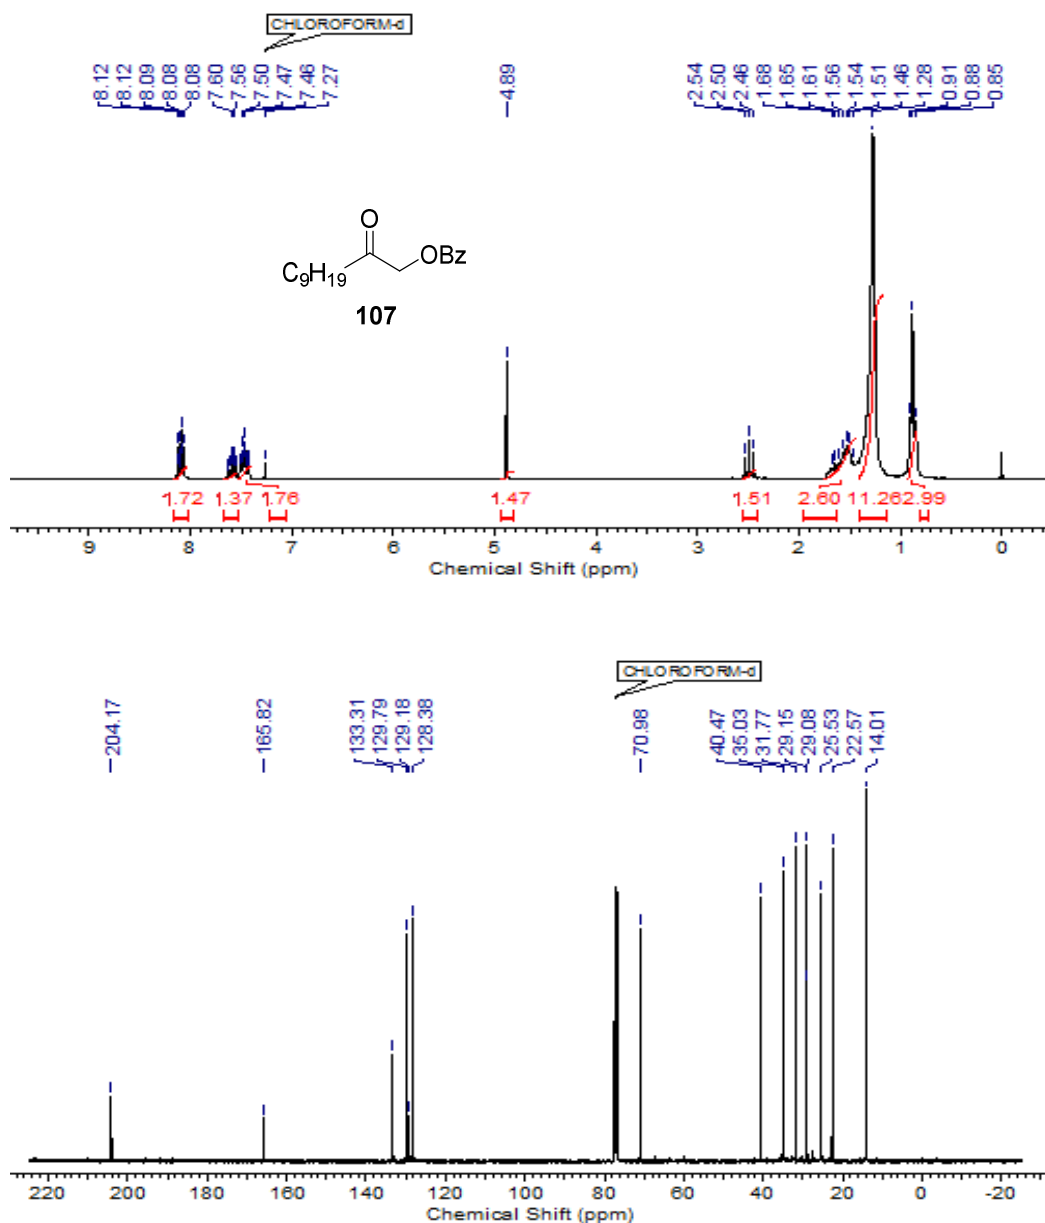 CHLOROFORM-d
8.12 8.12 8.09 8.08 8.08 7.60 7.56 7.50 7.47 7.46 7.27 4.89 2.54 2.50 2.46 1.68 1.65 1.61 1.56 1.54 1.51 1.46 1.28 0.91 0.88 0.85
O
OBz
C9H19
107
1.72 1.37 1.76 1.47 1.51 2.60 11.26 2.99
9 8 7 6 5 4 3 2 1 0
Chemical Shift (ppm)
CHLOROFORM-d
204.17 165.82 133.31 129.79 129.18 128.38 70.98 40.47 35.03 31.77 29.15 29.08 25.53 22.57 14.01
220 200 180 160 140 120 100 80 60 40 20 0 -20
Chemical Shift (ppm)